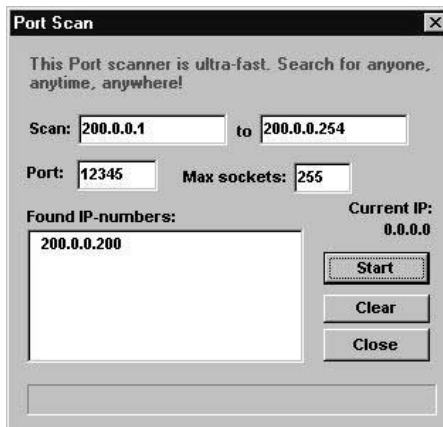 Port Scan
This Port scanner is ultra-fast. Search for anyone,
anytime, anywhere!
Scan: 200.0.0.1 to 200.0.0.254
Port: 12345 Max sockets: 255
Found IP-numbers:
Current IP:
0.0.0.0
200.0.0.200
Start
Clear
Close